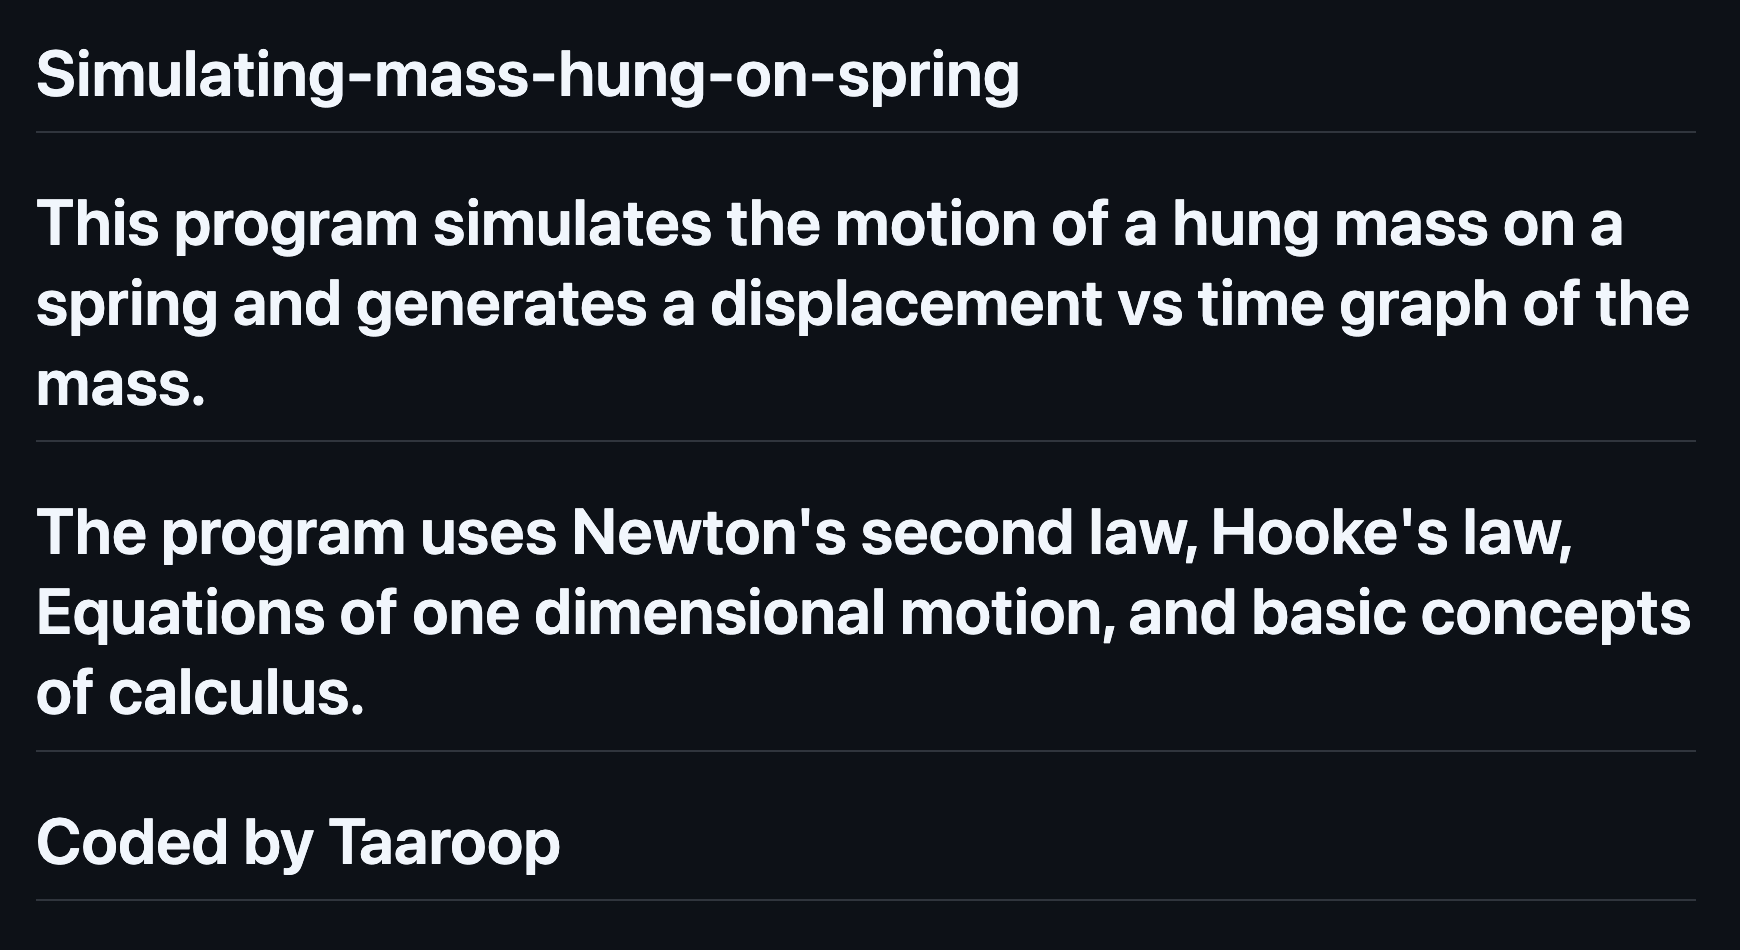 Simulating-mass-hung-on-spring
This program simulates the motion of a hung mass on a
spring and generates a displacement vs time graph of the
mass.
The program uses Newton's second law, Hooke's law,
Equations of one dimensional motion, and basic concepts
of calculus.
Coded by Taaroop